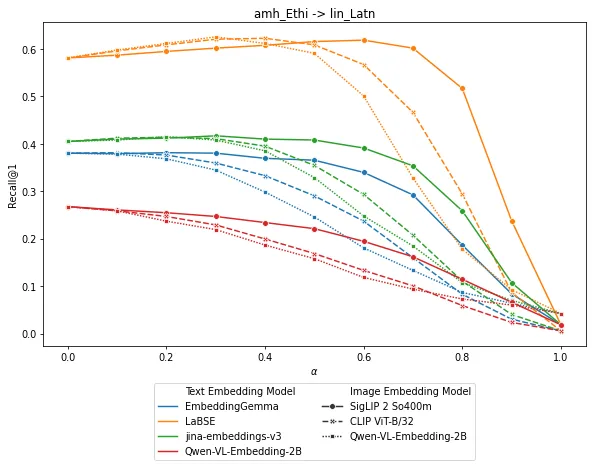 amh_Ethi -> lin_Latn
Recall@1
0.6
0.5
0.4
0.3
0.2
0.1
0.0
0.0 0.2 0.4 0.6 0.8 1.0
α
Text Embedding Model Image Embedding Model
EmbeddingGemma SigLIP 2 So400m
LaBSE CLIP ViT-B/32
jina-embeddings-v3 Qwen-VL-Embedding-2B
Qwen-VL-Embedding-2B